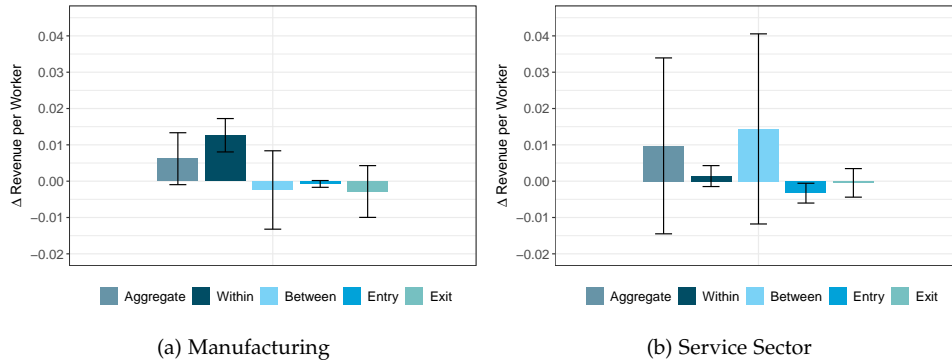 0.04
0.03
0.02
0.01
0.00
−0.01
−0.02
Δ Revenue per Worker
Aggregate Within Between Entry Exit
(a) Manufacturing
0.04
0.03
0.02
0.01
0.00
−0.01
−0.02
Δ Revenue per Worker
Aggregate Within Between Entry Exit
(b) Service Sector